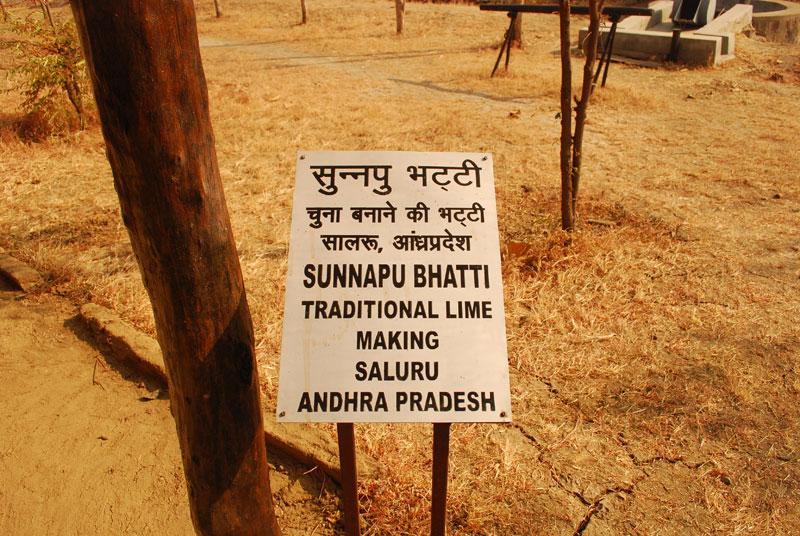 सुन्नपु भट्टी
चुना बनाने की भट्टी
सालरू, आंध्रप्रदेश
SUNNAPU BHATTI
TRADITIONAL LIME
MAKING
SALURU
ANDHRA PRADESH